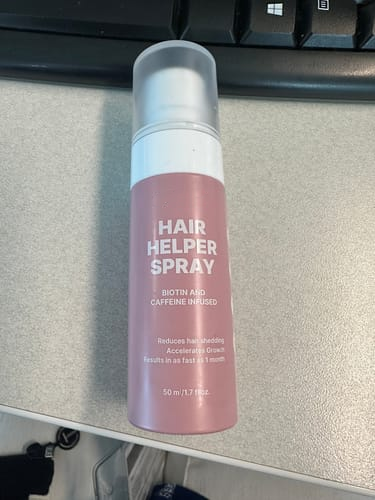 HAIR
HELPER
SPRAY
BIOTIN AND
CAFFEINE INFUSED
Reduces hair shedding
Accelerates Growth
Results in as fast as 1 month
50 ml/1.7 fl oz.